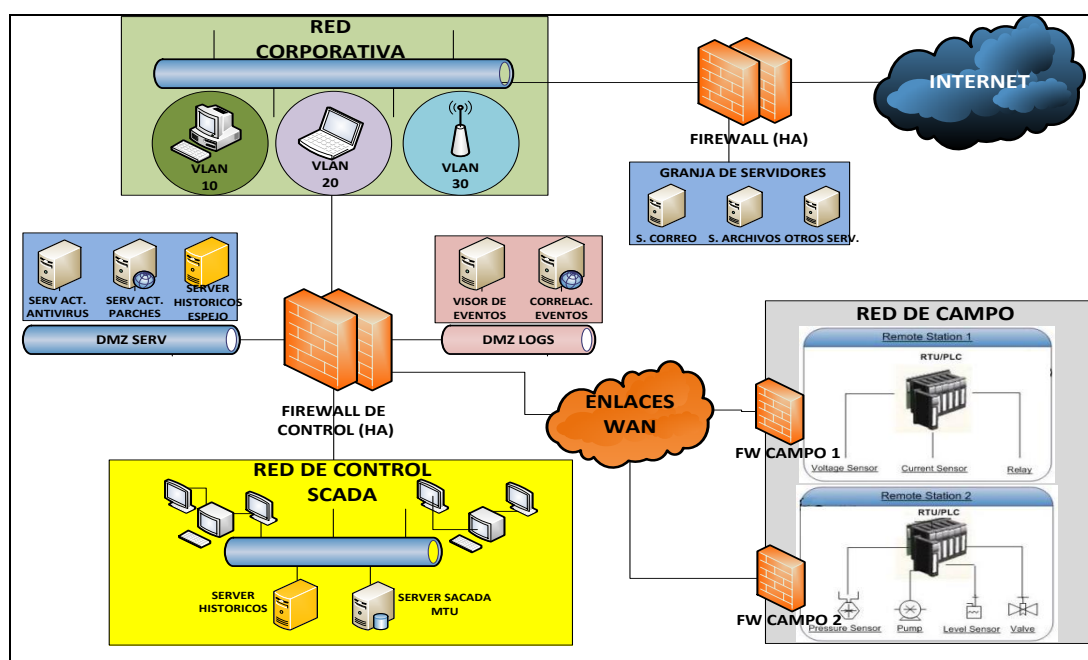 RED
CORPORATIVA
VLAN
10
VLAN
20
VLAN
30
FIREWALL (HA)
INTERNET
GRANJA DE SERVIDORES
S. CORREO
S. ARCHIVOS
OTROS SERV.
SERV ACT.
ANTIVIRUS
SERV ACT.
PARCHES
SERVER
HISTORICOS
ESPEJO
DMZ SERV
VISOR DE
EVENTOS
CORRELAC.
EVENTOS
DMZ LOGS
FIREWALL DE
CONTROL (HA)
ENLACES
WAN
RED DE CAMPO
Remote Station 1
RTU/PLC
Voltage Sensor
Current Sensor
Relay
FW CAMPO 1
Remote Station 2
RTU/PLC
Pressure Sensor
Pump
Level Sensor
Valve
FW CAMPO 2
RED DE CONTROL
SCADA
SERVER
HISTORICOS
SERVER SACADA
MTU